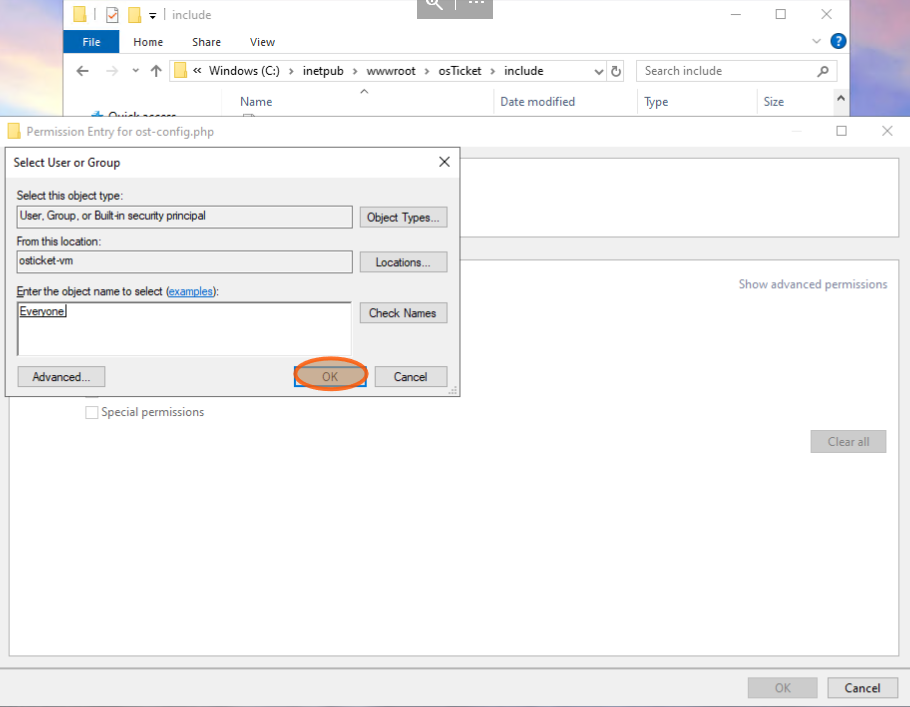 include
File Home Share View
« Windows (C:) › inetpub › wwwroot › osTicket › include
Search include
Name Date modified Type Size
Quick access
Permission Entry for ost-config.php
Select User or Group
Select this object type:
User, Group, or Built-in security principal
Object Types...
From this location:
osticket-vm
Locations...
Enter the object name to select (examples):
Everyone
Check Names
Advanced...
OK
Cancel
Show advanced permissions
Special permissions
Clear all
OK
Cancel